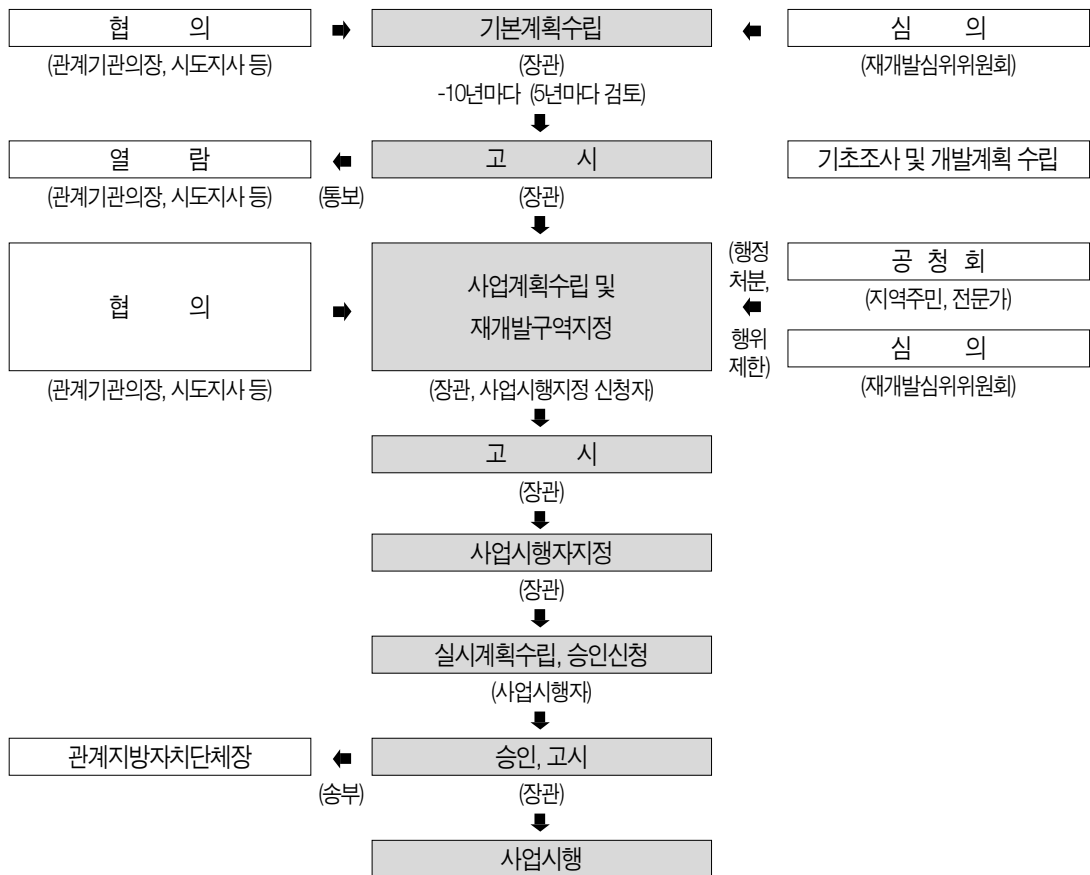 협 의
기본계획수립
심 의
(관계기관의장, 시도지사 등)
(장관)
(재개발심위위원회)
-10년마다 (5년마다 검토)
열 람
고 시
기초조사 및 개발계획 수립
(관계기관의장, 시도지사 등)
(통보)
(장관)
협 의
사업계획수립 및
재개발구역지정
(행정
처분,
행위
제한)
공 청 회
(지역주민, 전문가)
심 의
(관계기관의장, 시도지사 등)
(장관, 사업시행지정 신청자)
(재개발심위위원회)
고 시
(장관)
사업시행자지정
(장관)
실시계획수립, 승인신청
(사업시행자)
관계지방자치단체장
승인, 고시
(송부)
(장관)
사업시행